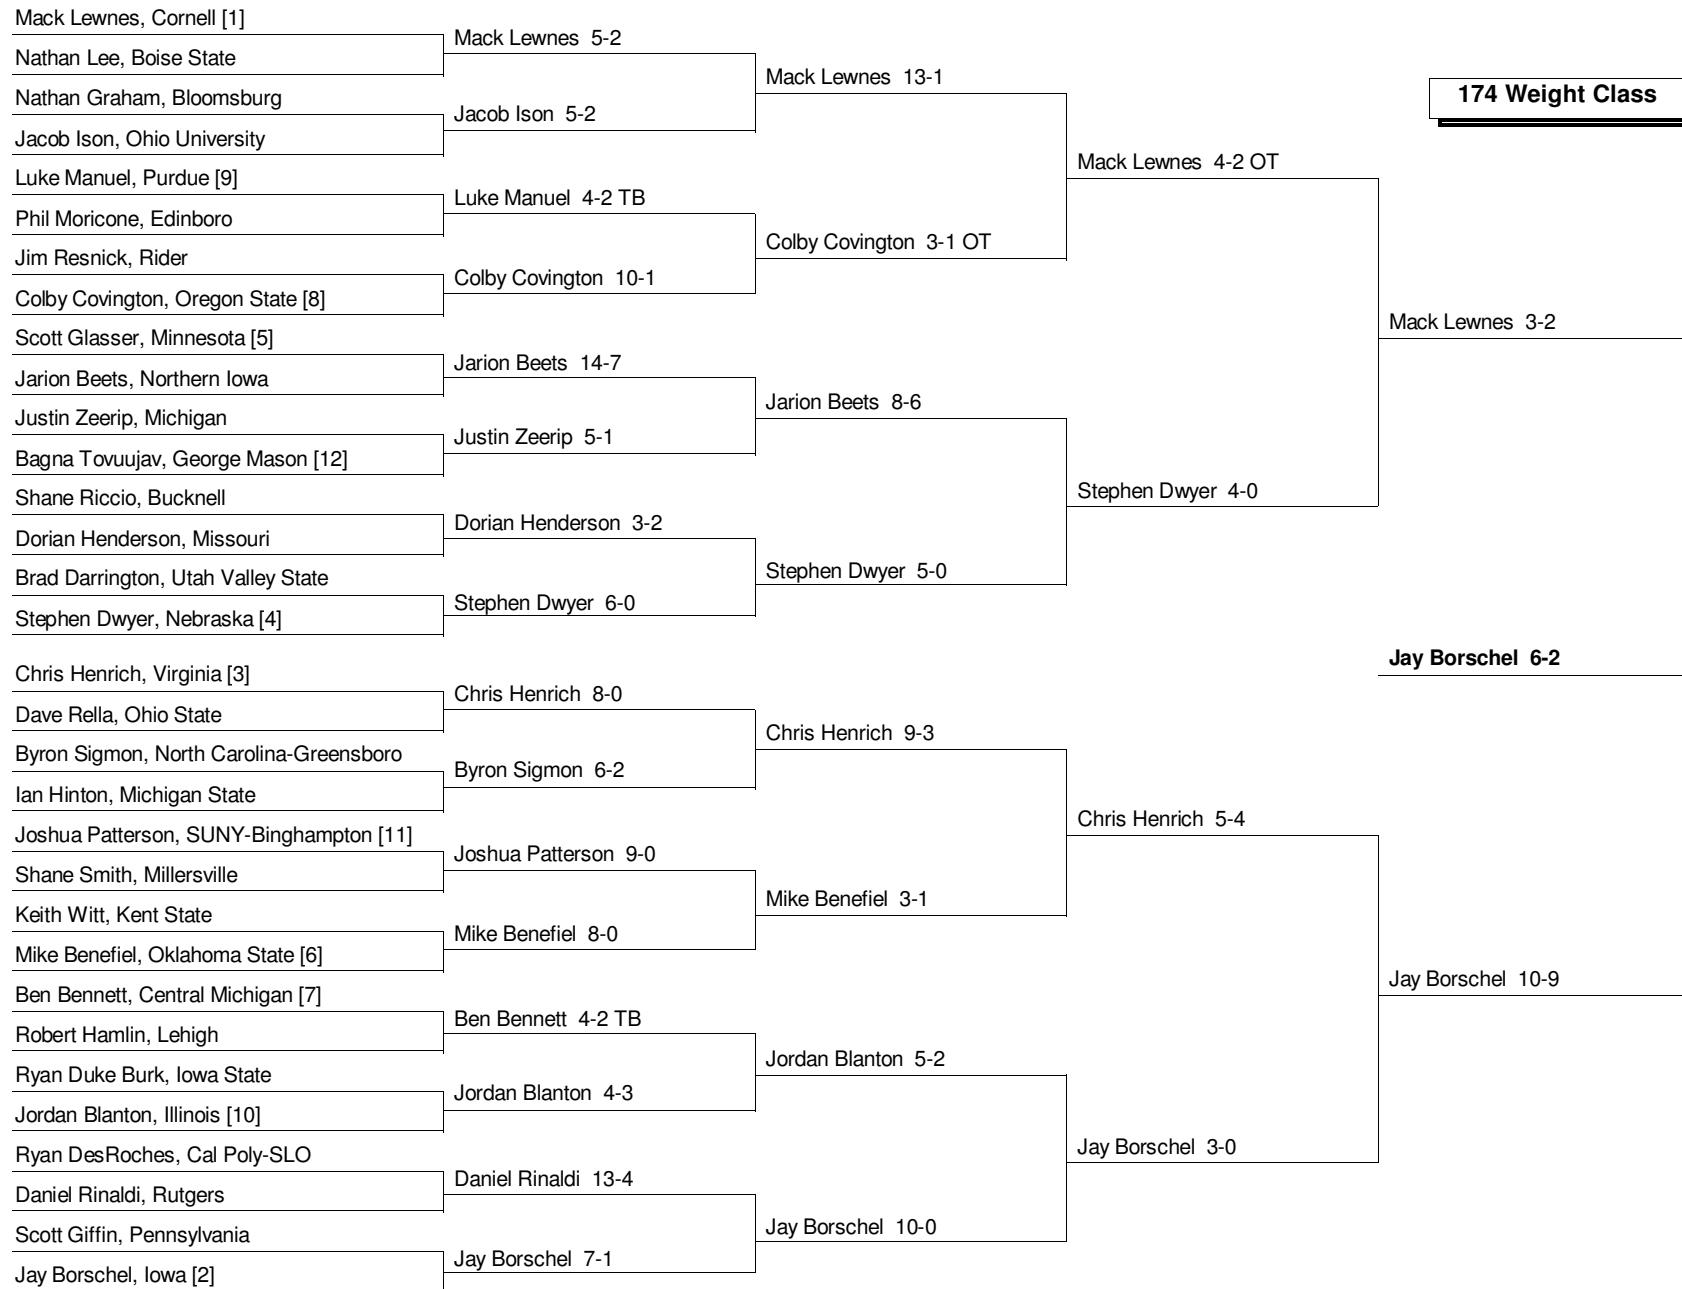 Mack Lewnes, Cornell [1]
Nathan Lee, Boise State
Nathan Graham, Bloomsburg
Jacob Ison, Ohio University
Luke Manuel, Purdue [9]
Phil Moricone, Edinboro
Jim Resnick, Rider
Colby Covington, Oregon State [8]
Scott Glasser, Minnesota [5]
Jarion Beets, Northern Iowa
Justin Zeerip, Michigan
Bagna Tovuujav, George Mason [12]
Shane Riccio, Bucknell
Dorian Henderson, Missouri
Brad Darrington, Utah Valley State
Stephen Dwyer, Nebraska [4]
Chris Henrich, Virginia [3]
Dave Rella, Ohio State
Byron Sigmon, North Carolina-Greensboro
Ian Hinton, Michigan State
Joshua Patterson, SUNY-Binghampton [11]
Shane Smith, Millersville
Keith Witt, Kent State
Mike Benefiel, Oklahoma State [6]
Ben Bennett, Central Michigan [7]
Robert Hamlin, Lehigh
Ryan Duke Burk, Iowa State
Jordan Blanton, Illinois [10]
Ryan DesRoches, Cal Poly-SLO
Daniel Rinaldi, Rutgers
Scott Giffin, Pennsylvania
Jay Borschel, Iowa [2]
Mack Lewnes 5-2
Jacob Ison 5-2
Luke Manuel 4-2 TB
Colby Covington 10-1
Jarion Beets 14-7
Justin Zeerip 5-1
Dorian Henderson 3-2
Stephen Dwyer 6-0
Chris Henrich 8-0
Byron Sigmon 6-2
Joshua Patterson 9-0
Mike Benefiel 8-0
Ben Bennett 4-2 TB
Jordan Blanton 4-3
Daniel Rinaldi 13-4
Jay Borschel 7-1
Mack Lewnes 13-1
Colby Covington 3-1 OT
Jarion Beets 8-6
Stephen Dwyer 5-0
Chris Henrich 9-3
Mike Benefiel 3-1
Jordan Blanton 5-2
Jay Borschel 10-0
Mack Lewnes 4-2 OT
Stephen Dwyer 4-0
Chris Henrich 5-4
Jay Borschel 3-0
174 Weight Class
Mack Lewnes 3-2
Jay Borschel 6-2
Jay Borschel 10-9